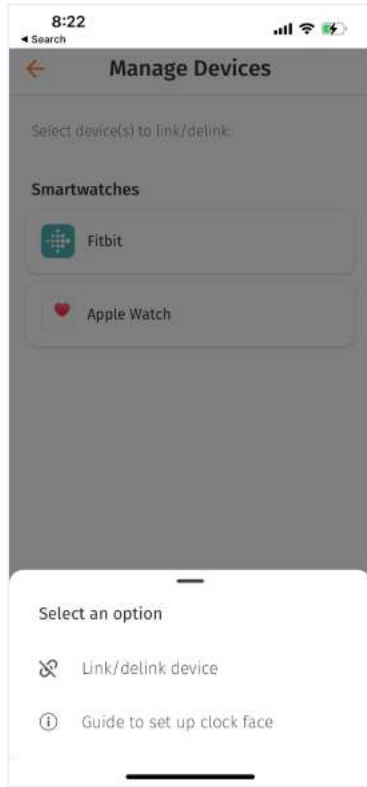 8:22
◀ Search
Manage Devices
Select device(s) to link/delink:
Smartwatches
Fitbit
Apple Watch
Select an option
Link/delink device
Guide to set up clock face